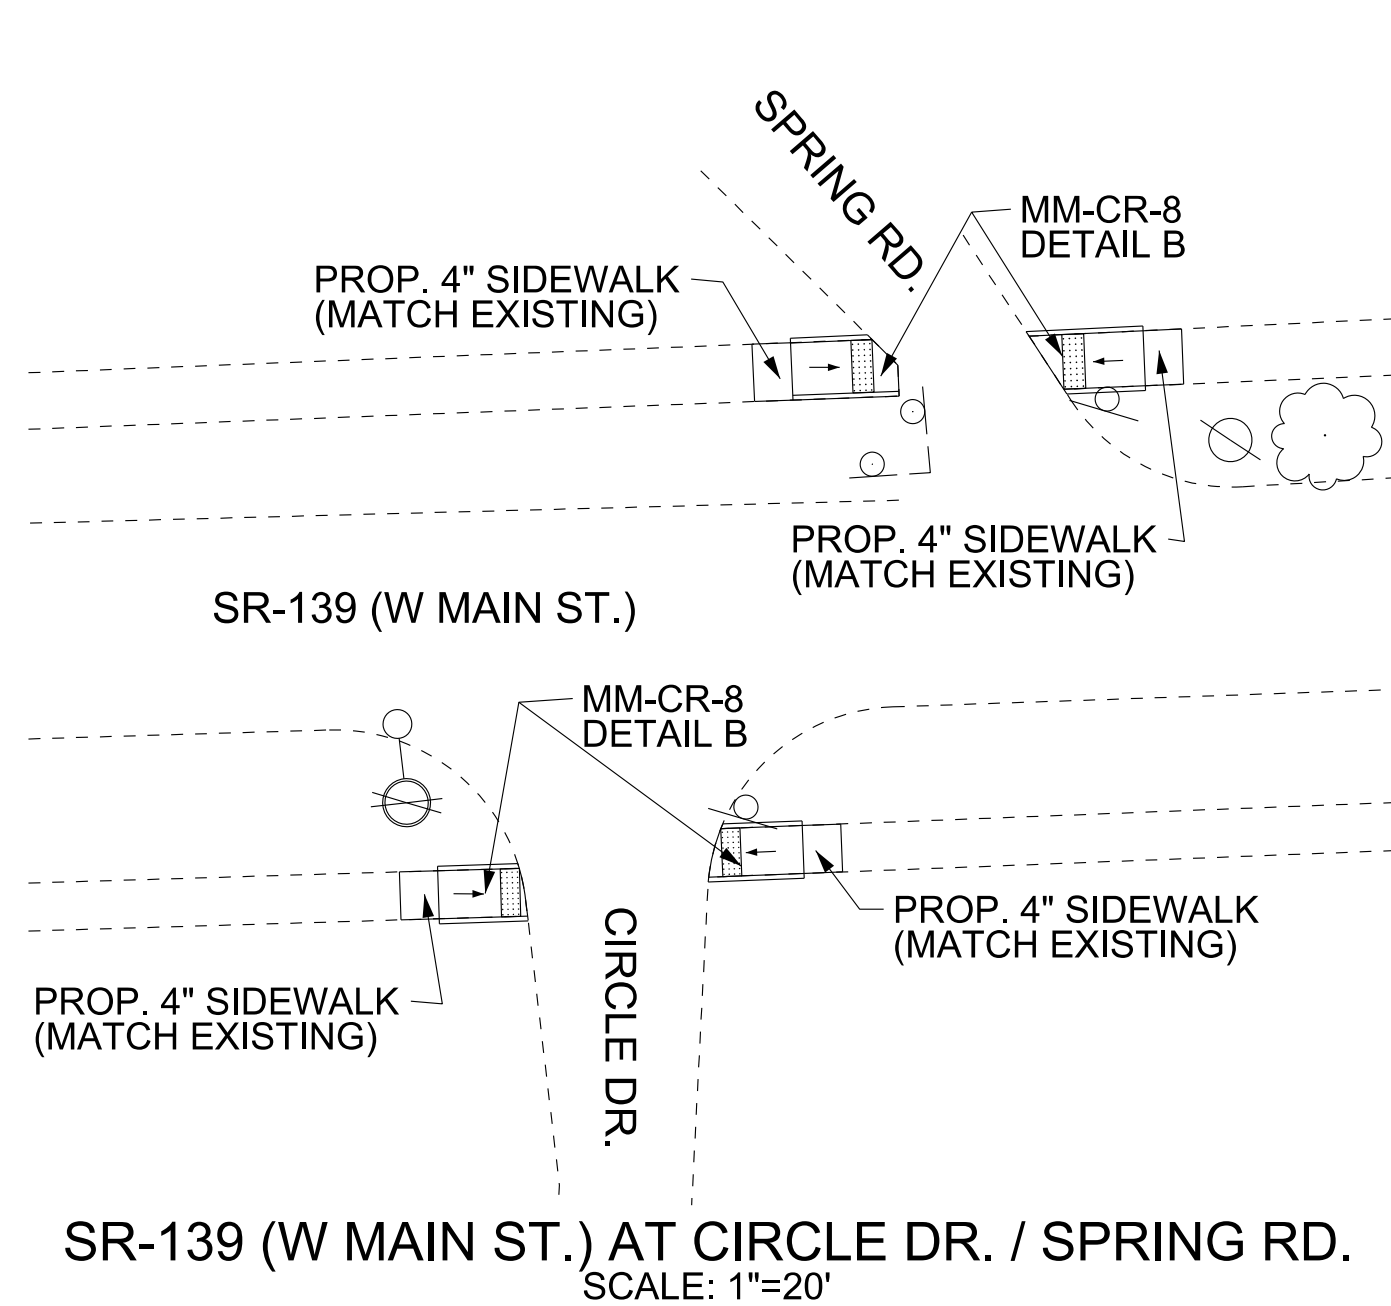 SPRING RD.
MM-CR-8
DETAIL B
PROP. 4" SIDEWALK
(MATCH EXISTING)
PROP. 4" SIDEWALK
(MATCH EXISTING)
SR-139 (W MAIN ST.)
MM-CR-8
DETAIL B
PROP. 4" SIDEWALK
(MATCH EXISTING)
CIRCLE DR.
PROP. 4" SIDEWALK
(MATCH EXISTING)
SR-139 (W MAIN ST.) AT CIRCLE DR. / SPRING RD.
SCALE: 1"=20'